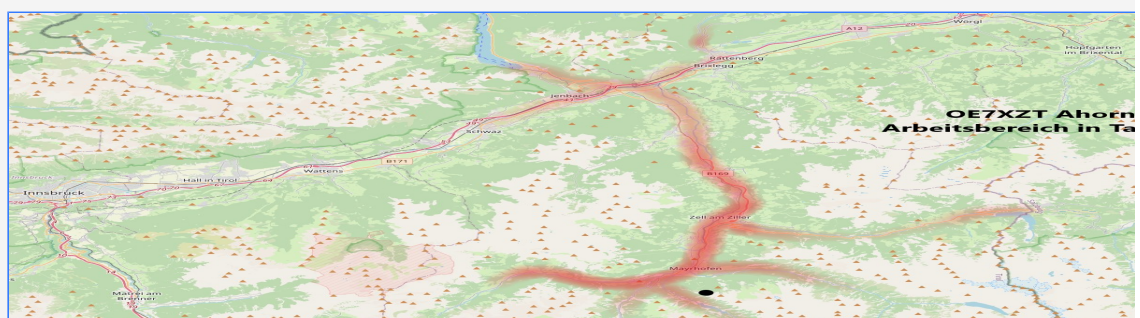 Wörgl
A12
Hopfgarten
im Brixental
Rattenberg
Brixlegg
Jenbach
OE7XZT Ahorn
Arbeitsbereich in Ta
Schwaz
B171
Wattens
Hall in Tirol
Innsbruck
B169
Zell am Ziller
Mayrhofen
Matrei am
Brenner